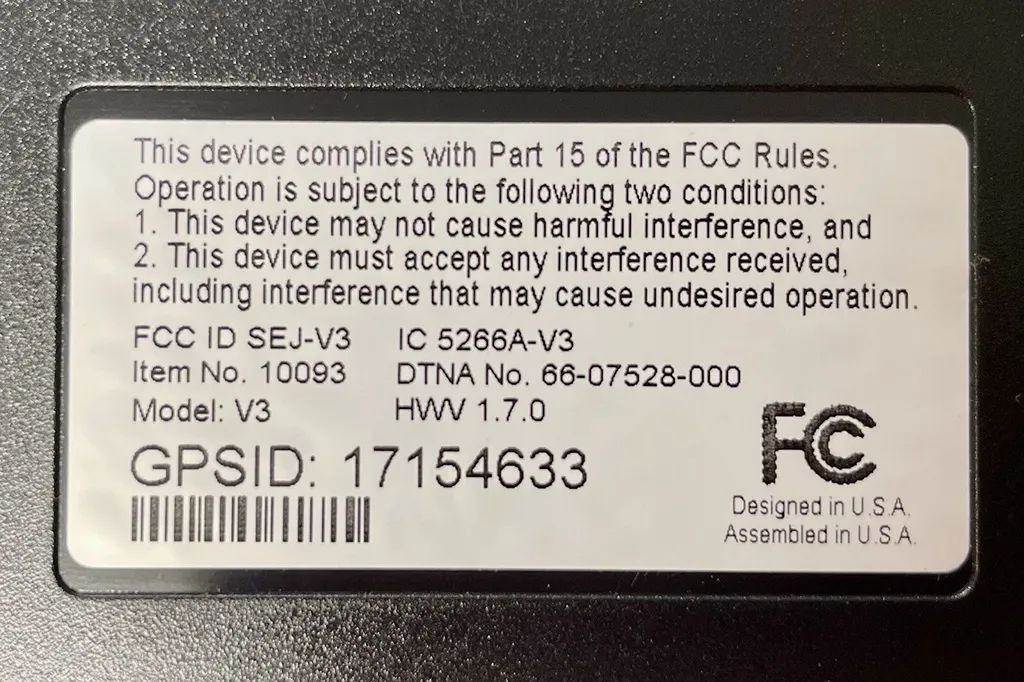 This device complies with Part 15 of the FCC Rules.
Operation is subject to the following two conditions:
1. This device may not cause harmful interference, and
2. This device must accept any interference received,
including interference that may cause undesired operation.
FCC ID SEJ-V3 IC 5266A-V3
Item No. 10093 DTNA No. 66-07528-000
Model: V3 HWV 1.7.0
GPSID: 17154633
FC
Designed in U.S.A.
Assembled in U.S.A.